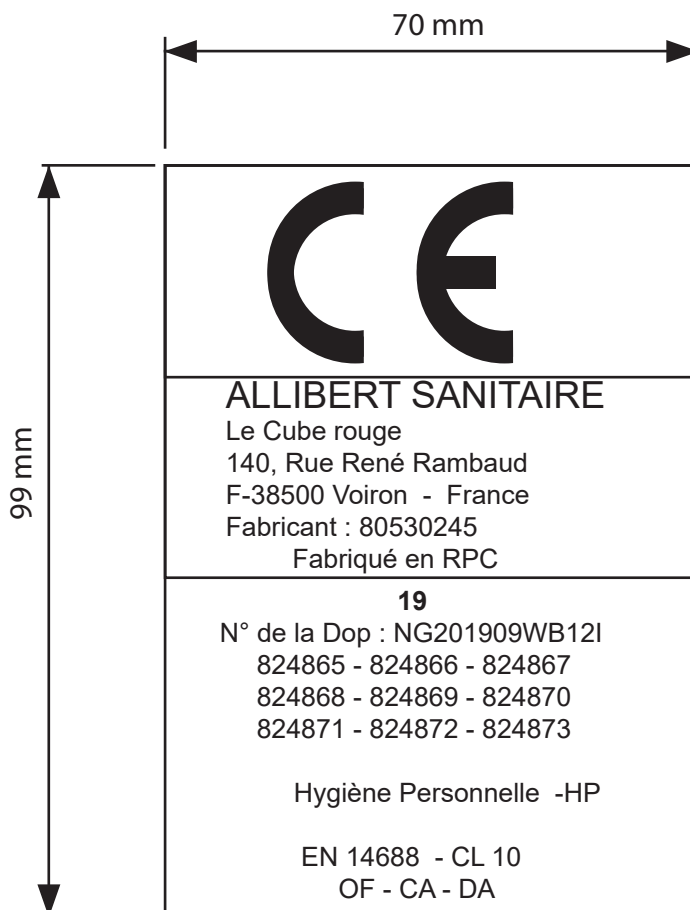 70 mm
99 mm
CE
ALLIBERT SANITAIRE
Le Cube rouge
140, Rue René Rambaud
F-38500 Voiron - France
Fabricant : 80530245
Fabriqué en RPC
19
N° de la Dop : NG201909WB12I
824865 - 824866 - 824867
824868 - 824869 - 824870
824871 - 824872 - 824873
Hygiène Personnelle -HP
EN 14688 - CL 10
OF - CA - DA